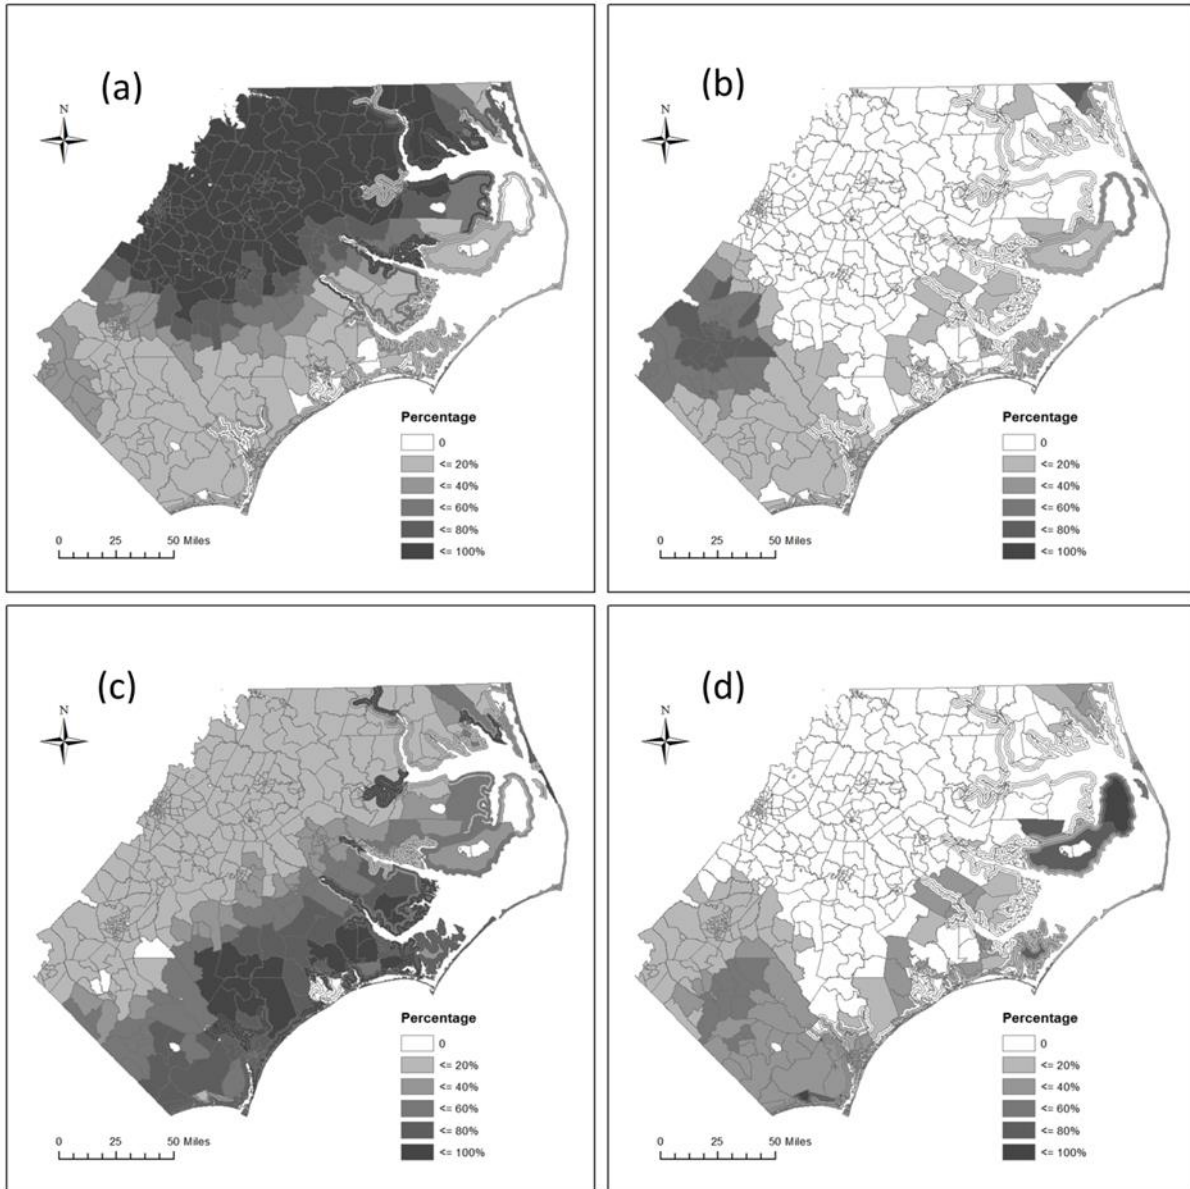 (a)
N
Percentage
0
<= 20%
<= 40%
<= 60%
<= 80%
<= 100%
0 25 50 Miles
(b)
N
Percentage
0
<= 20%
<= 40%
<= 60%
<= 80%
<= 100%
0 25 50 Miles
(c)
N
Percentage
0
<= 20%
<= 40%
<= 60%
<= 80%
<= 100%
0 25 50 Miles
(d)
N
Percentage
0
<= 20%
<= 40%
<= 60%
<= 80%
<= 100%
0 25 50 Miles